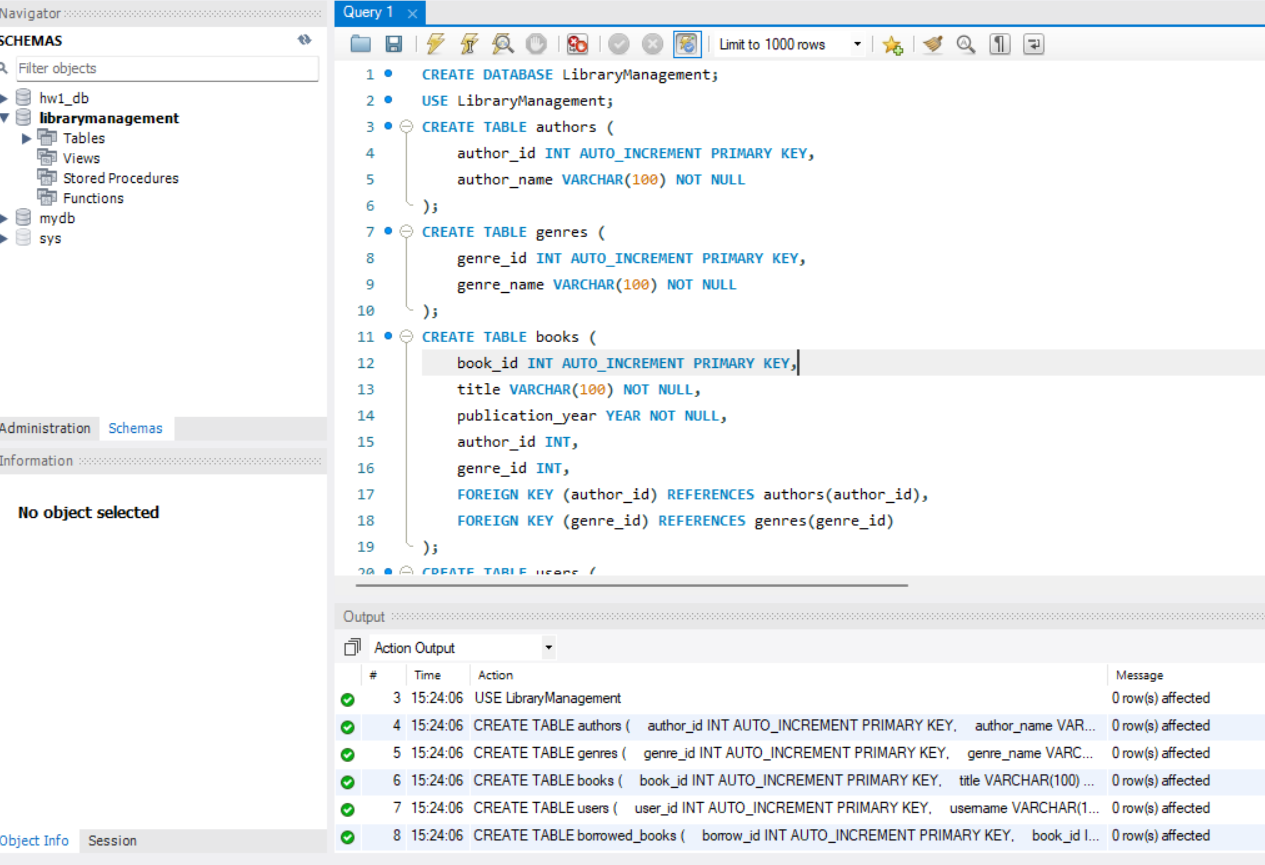 Navigator
SCHEMAS
Filter objects
hw1_db
librarymanagement
Tables
Views
Stored Procedures
Functions
mydb
sys
Administration Schemas
Information
No object selected
Object Info Session
Query 1
Limit to 1000 rows
1 CREATE DATABASE LibraryManagement;
2 USE LibraryManagement;
3 CREATE TABLE authors (
4 author_id INT AUTO_INCREMENT PRIMARY KEY,
5 author_name VARCHAR(100) NOT NULL
6 );
7 CREATE TABLE genres (
8 genre_id INT AUTO_INCREMENT PRIMARY KEY,
9 genre_name VARCHAR(100) NOT NULL
10 );
11 CREATE TABLE books (
12 book_id INT AUTO_INCREMENT PRIMARY KEY,
13 title VARCHAR(100) NOT NULL,
14 publication_year YEAR NOT NULL,
15 author_id INT,
16 genre_id INT,
17 FOREIGN KEY (author_id) REFERENCES authors(author_id),
18 FOREIGN KEY (genre_id) REFERENCES genres(genre_id)
19 );
20 CREATE TABLE users (
Output
Action Output
# Time Action Message
3 15:24:06 USE LibraryManagement 0 row(s) affected
4 15:24:06 CREATE TABLE authors ( author_id INT AUTO_INCREMENT PRIMARY KEY, author_name VAR... 0 row(s) affected
5 15:24:06 CREATE TABLE genres ( genre_id INT AUTO_INCREMENT PRIMARY KEY, genre_name VARC... 0 row(s) affected
6 15:24:06 CREATE TABLE books ( book_id INT AUTO_INCREMENT PRIMARY KEY, title VARCHAR(100) ... 0 row(s) affected
7 15:24:06 CREATE TABLE users ( user_id INT AUTO_INCREMENT PRIMARY KEY, username VARCHAR(1... 0 row(s) affected
8 15:24:06 CREATE TABLE borrowed_books ( borrow_id INT AUTO_INCREMENT PRIMARY KEY, book_id I... 0 row(s) affected